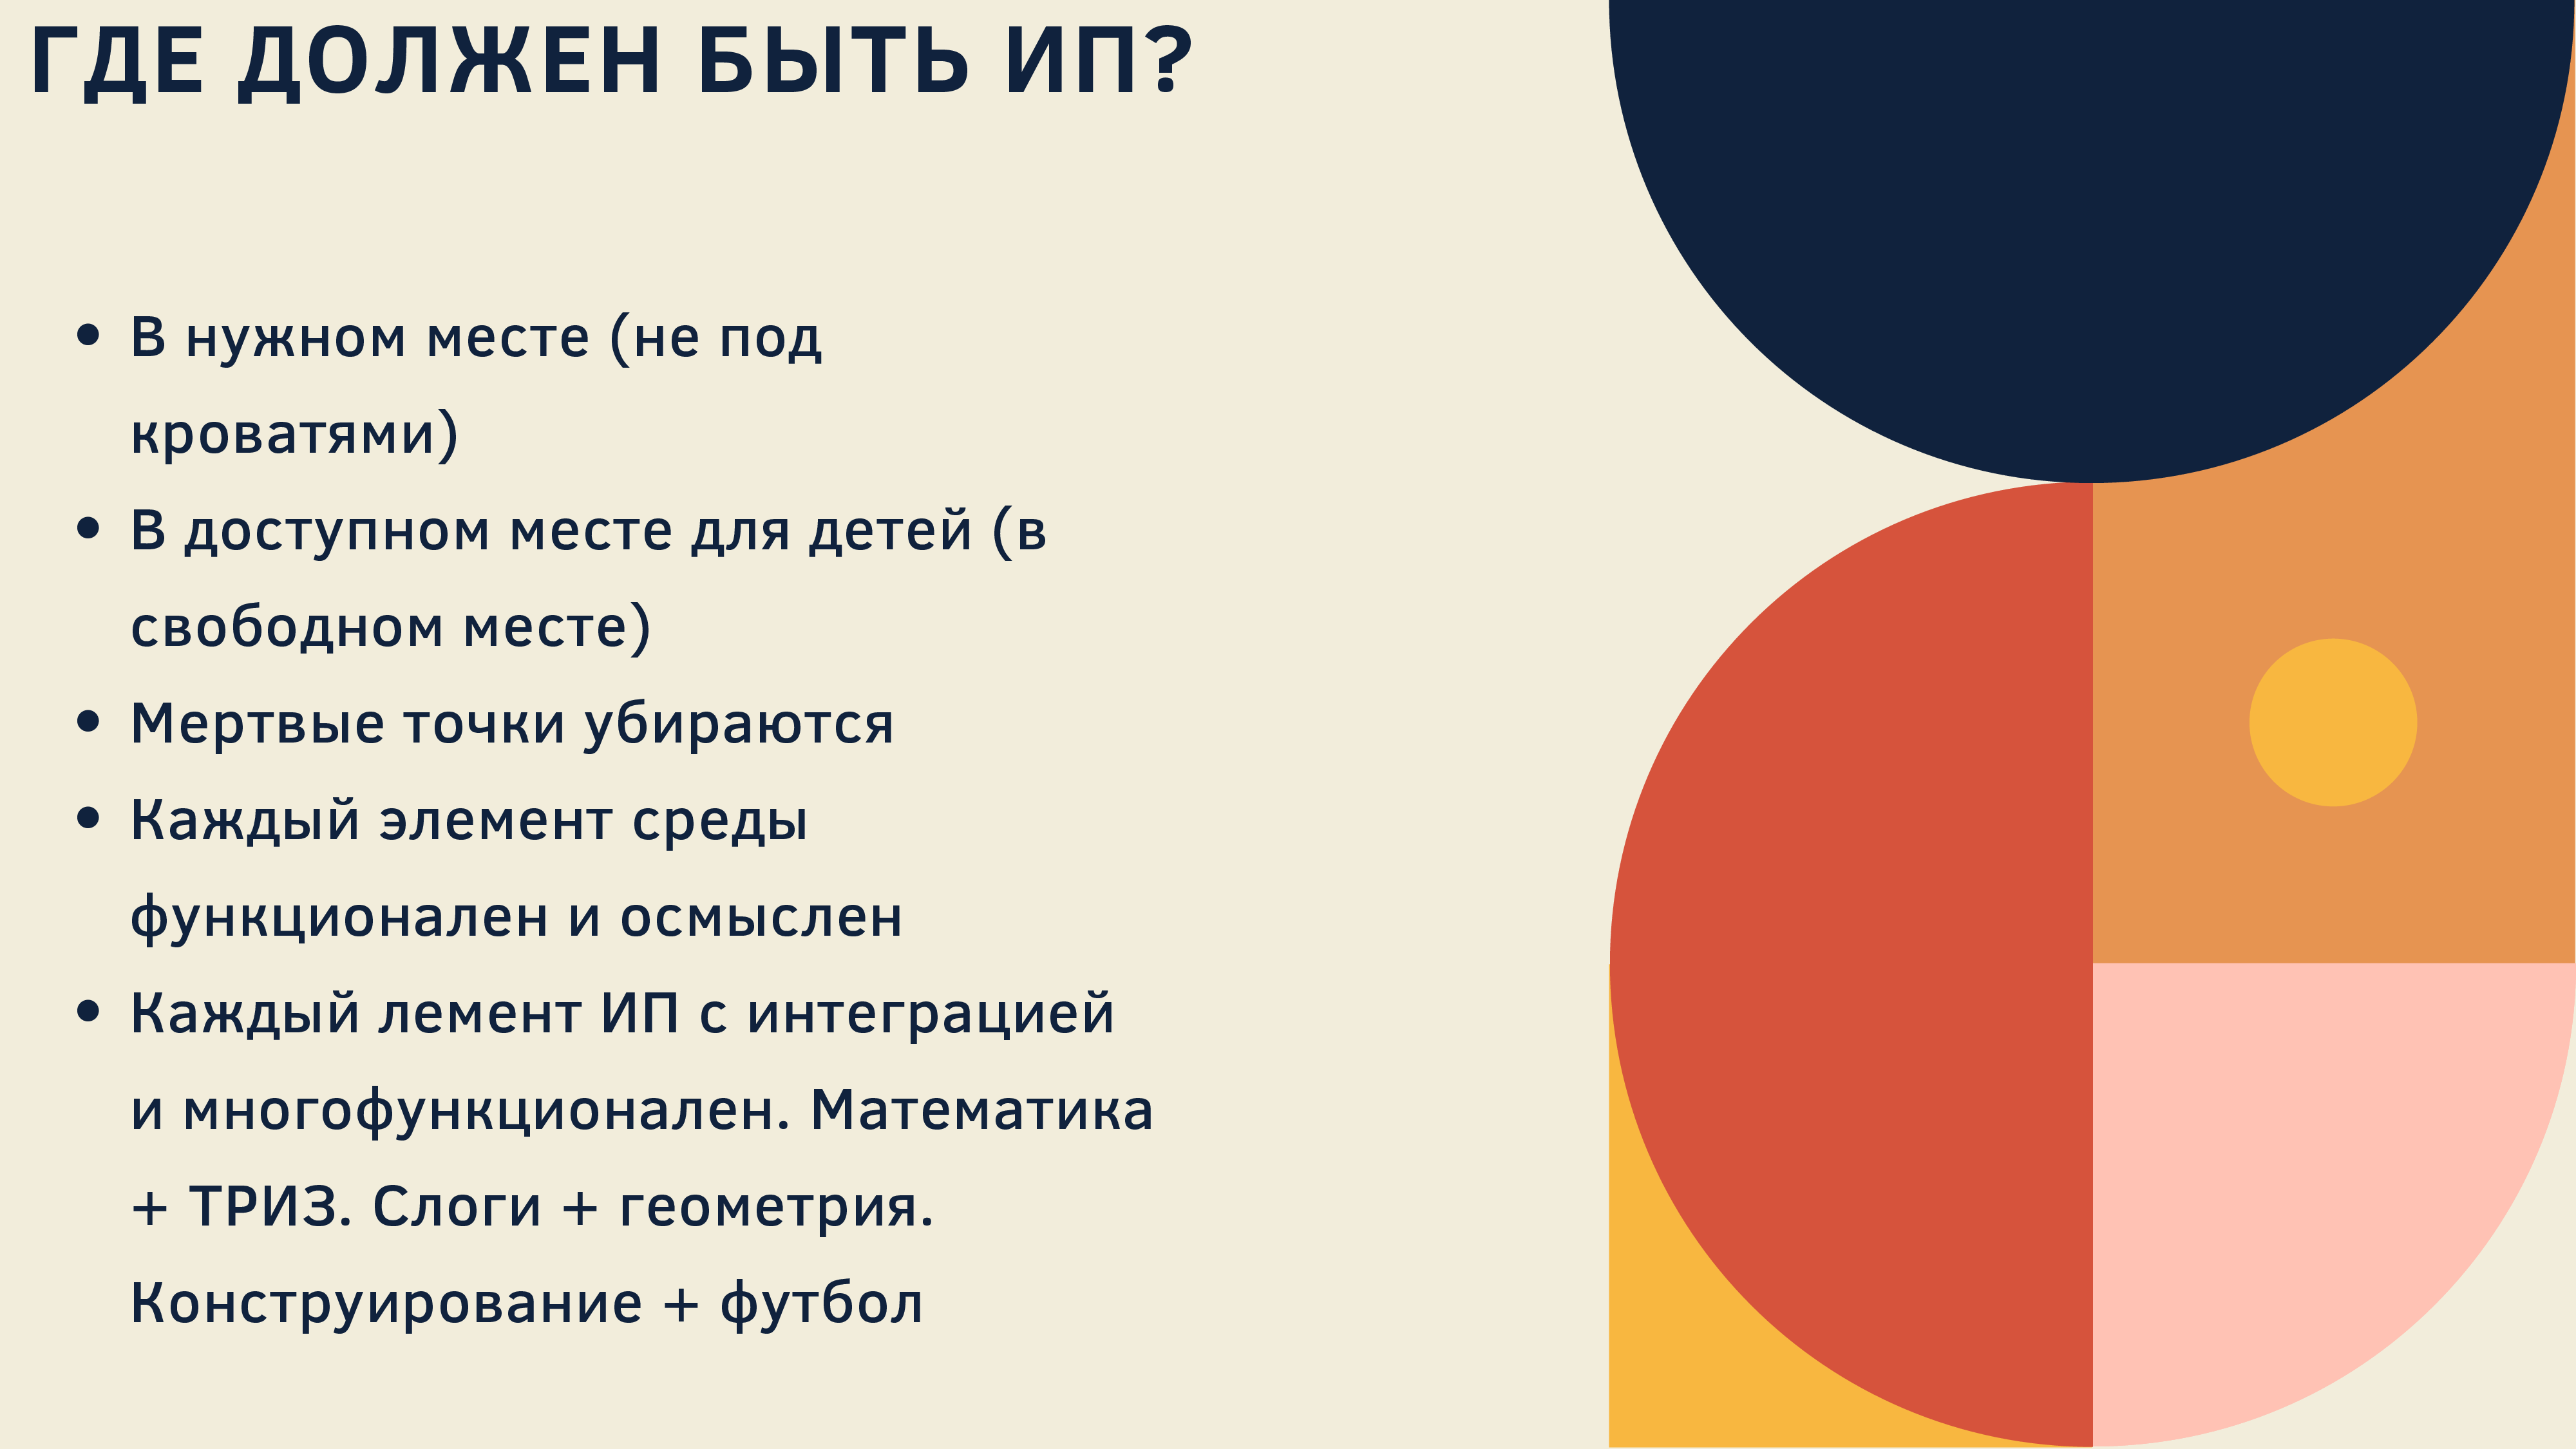 ГДЕ ДОЛЖЕН БЫТЬ ИП?
• В нужном месте (не под
кроватями)
• В доступном месте для детей (в
свободном месте)
• Мертвые точки убираются
• Каждый элемент среды
функционален и осмыслен
• Каждый лемент ИП с интеграцией
и многофункционален. Математика
+ ТРИЗ. Слоги + геометрия.
Конструирование + футбол